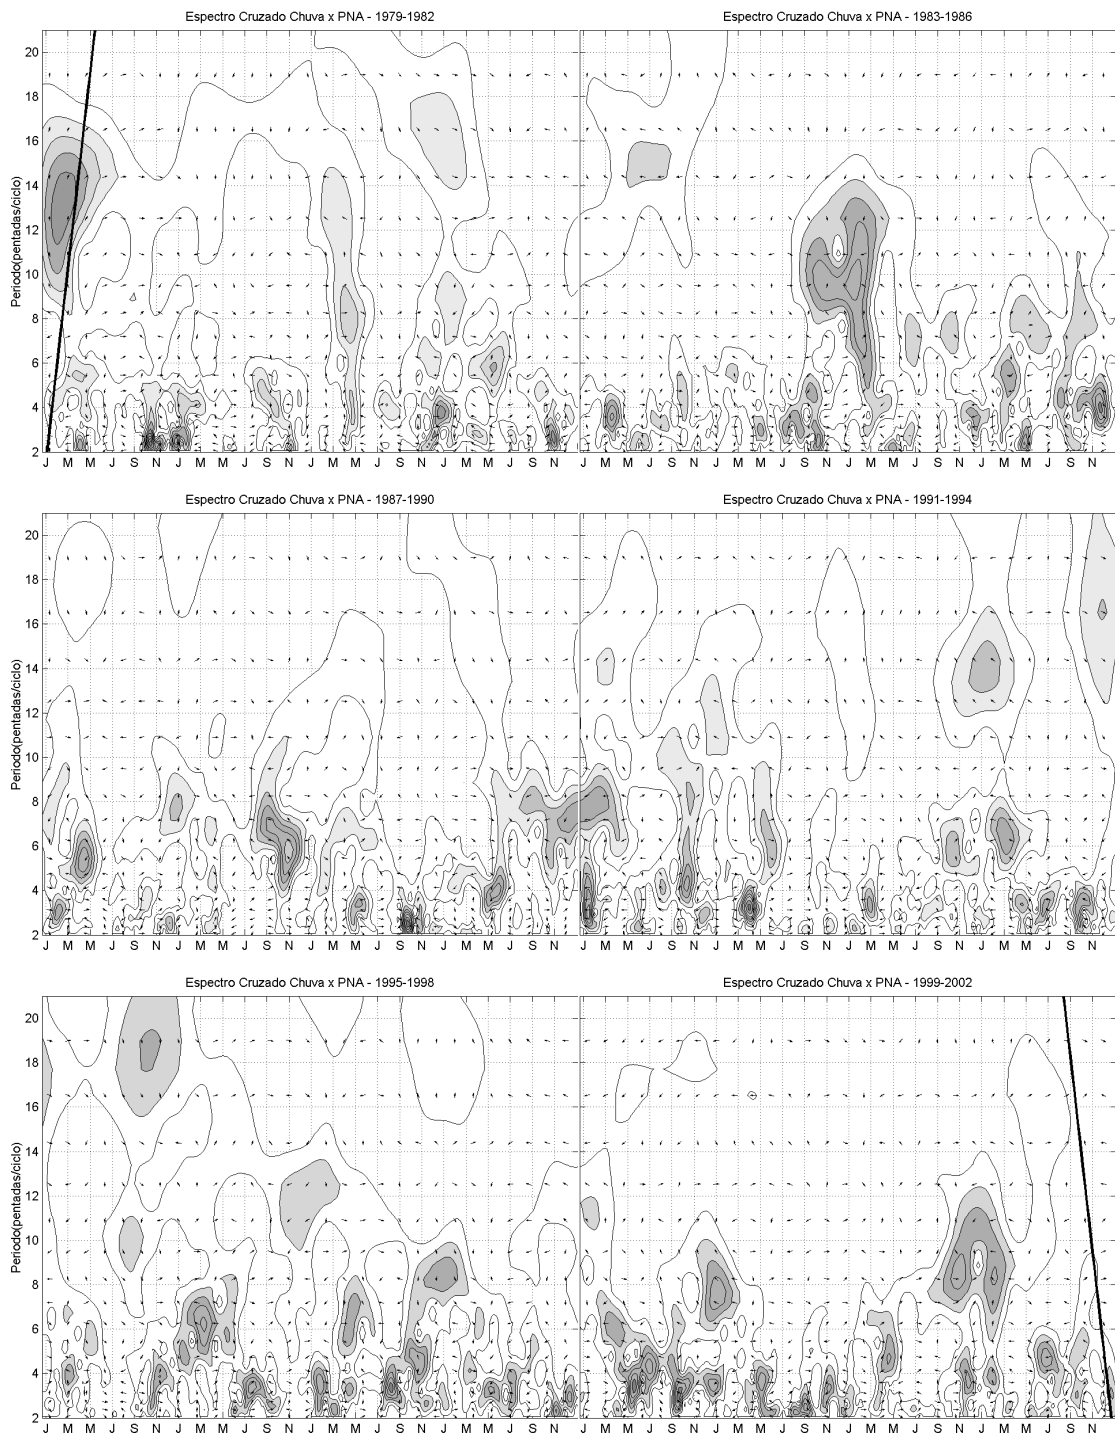 Espectro Cruzado Chuva x PNA - 1979-1982
Periodo(pentadas/ciclo)
20
18
16
14
12
10
8
6
4
2
J M M J S N J M M J S N J M M J S N J M M J S N
Espectro Cruzado Chuva x PNA - 1983-1986
J M M J S N J M M J S N J M M J S N J M M J S N
Espectro Cruzado Chuva x PNA - 1987-1990
Periodo(pentadas/ciclo)
20
18
16
14
12
10
8
6
4
2
J M M J S N J M M J S N J M M J S N J M M J S N
Espectro Cruzado Chuva x PNA - 1991-1994
J M M J S N J M M J S N J M M J S N J M M J S N
Espectro Cruzado Chuva x PNA - 1995-1998
Periodo(pentadas/ciclo)
20
18
16
14
12
10
8
6
4
2
J M M J S N J M M J S N J M M J S N J M M J S N
Espectro Cruzado Chuva x PNA - 1999-2002
J M M J S N J M M J S N J M M J S N J M M J S N